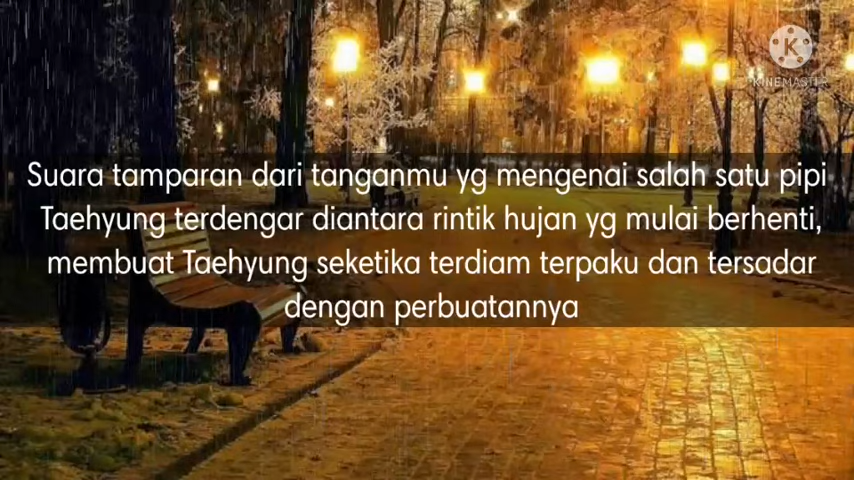 KINEMASTER
Suara tamparan dari tanganmu yg mengenai salah satu pipi
Taehyung terdengar diantara rintik hujan yg mulai berhenti,
membuat Taehyung seketika terdiam terpaku dan tersadar
dengan perbuatannya